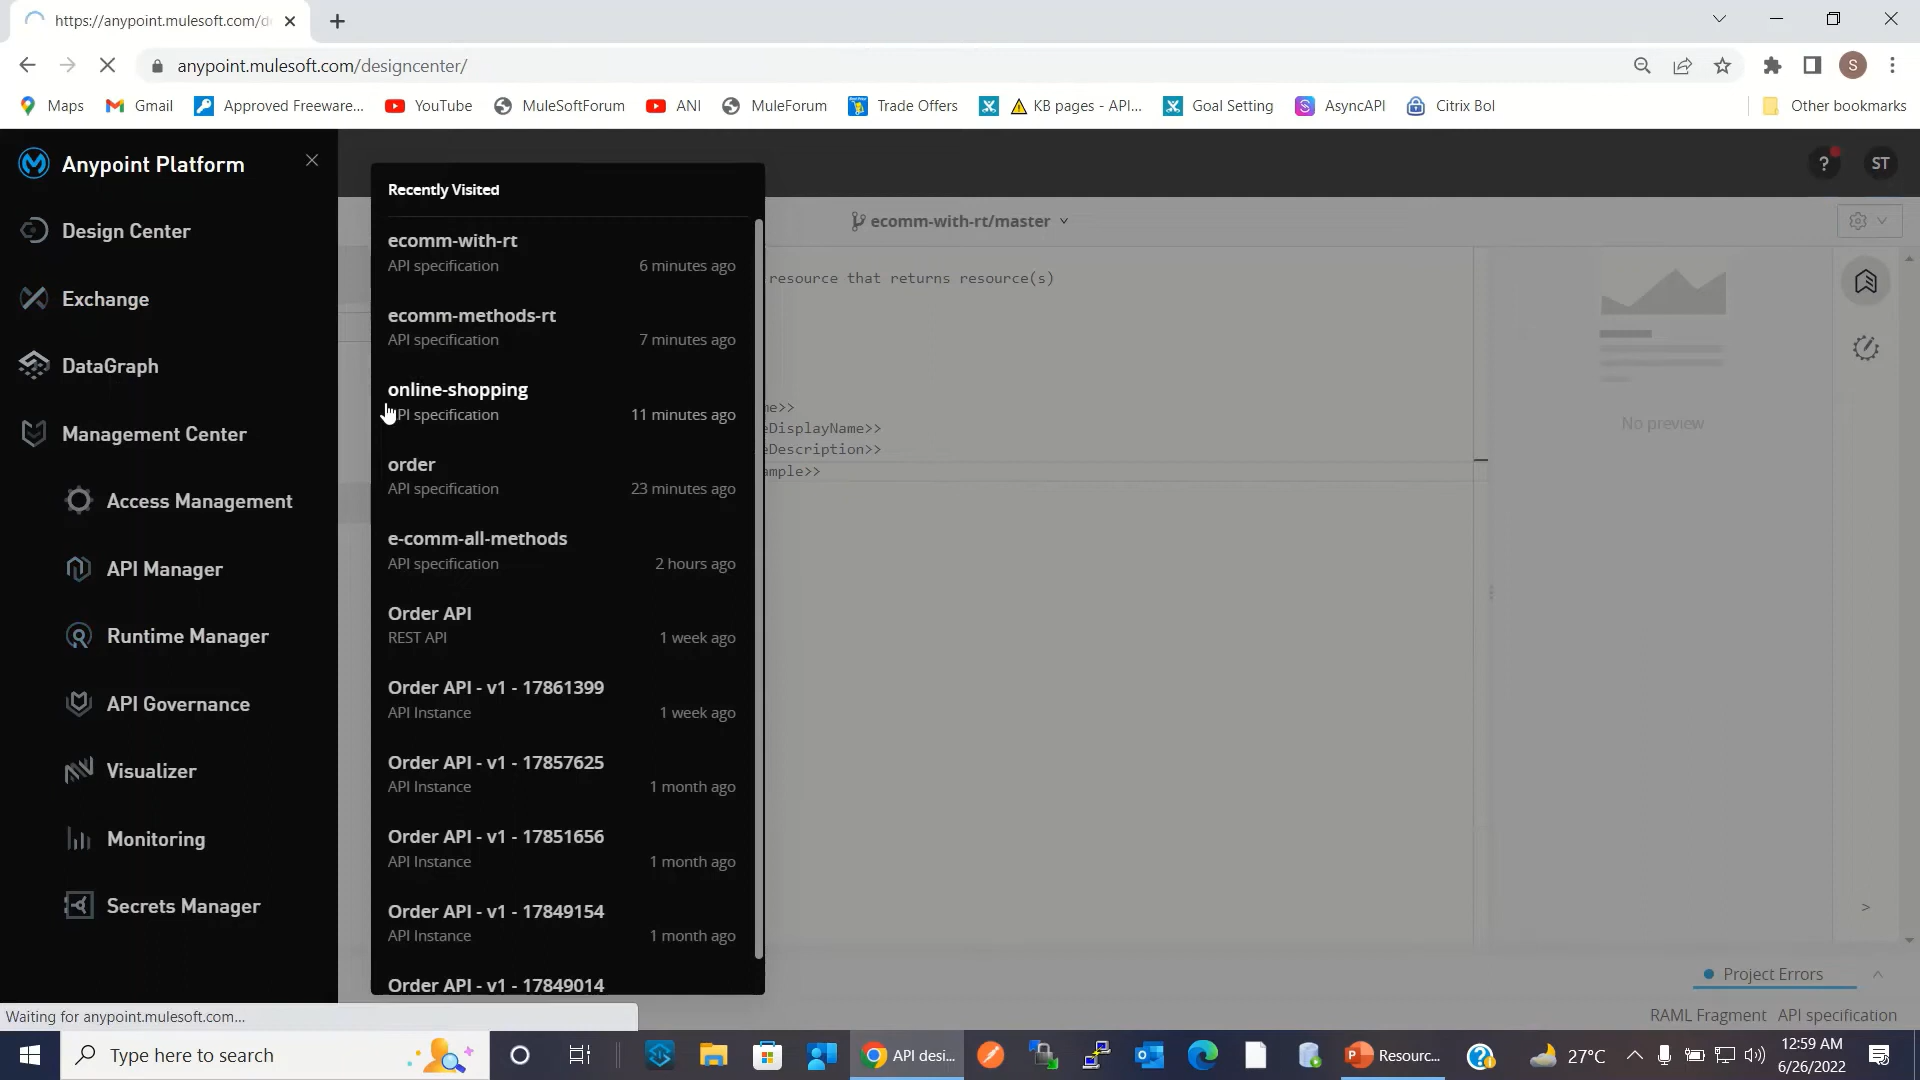 https://anypoint.mulesoft.com/d
anypoint.mulesoft.com/designcenter/
S
Maps
Gmail
Approved Freeware...
YouTube
MuleSoftForum
ANI
MuleForum
Trade Offers
KB pages - API...
Goal Setting
AsyncAPI
Citrix Bol
Other bookmarks
Anypoint Platform
Design Center
Exchange
DataGraph
Management Center
Access Management
API Manager
Runtime Manager
API Governance
Visualizer
Monitoring
Secrets Manager
Recently Visited
ecomm-with-rt
API specification 6 minutes ago
ecomm-methods-rt
API specification 7 minutes ago
online-shopping
API specification 11 minutes ago
order
API specification 23 minutes ago
e-comm-all-methods
API specification 2 hours ago
Order API
REST API 1 week ago
Order API - v1 - 17861399
API Instance 1 week ago
Order API - v1 - 17857625
API Instance 1 month ago
Order API - v1 - 17851656
API Instance 1 month ago
Order API - v1 - 17849154
API Instance 1 month ago
Order API - v1 - 17849014
? ST
ecomm-with-rt/master
resource that returns resource(s)
e>>
eDisplayName>>
eDescription>>
ample>>
No preview
>
Project Errors
RAML Fragment API specification
Waiting for anypoint.mulesoft.com...
Type here to search
API desi...
Resourc...
27°C
12:59 AM
6/26/2022